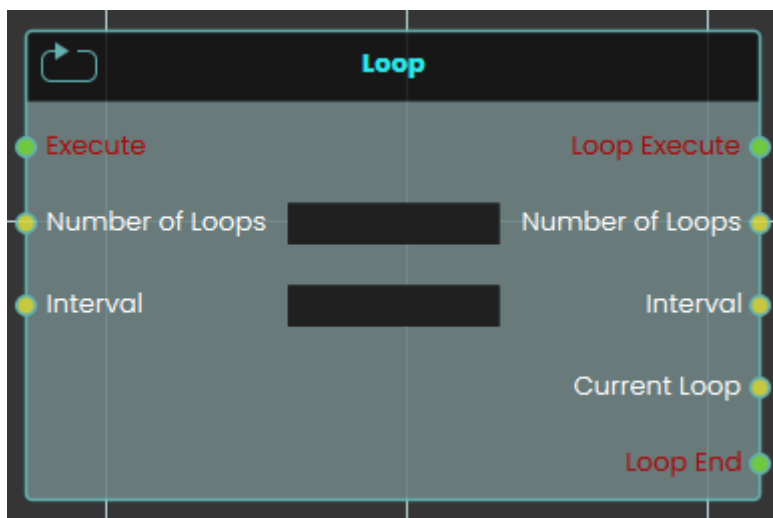 Loop
Execute
Loop Execute
Number of Loops
Number of Loops
Interval
Interval
Current Loop
Loop End